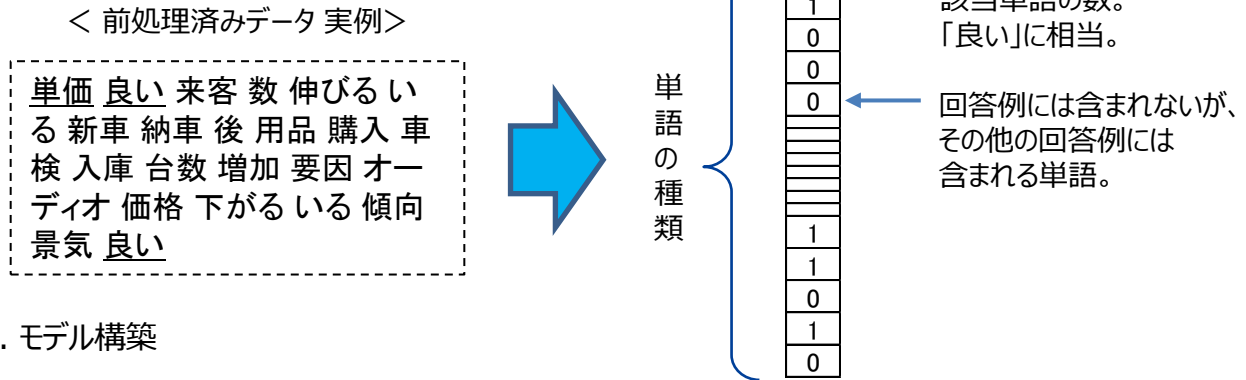 < 前処理済みデータ 実例>
単価 良い 来客 数 伸びる い
る 新車 納車 後 用品 購入 車
検 入庫 台数 増加 要因 オー
ディオ 価格 下がる いる 傾向
景気 良い
単語の種類
1
0
0
0
1
1
0
1
0
該当単語の数。
「良い」に相当。
回答例には含まれないが、
その他の回答例には
含まれる単語。
. モデル構築